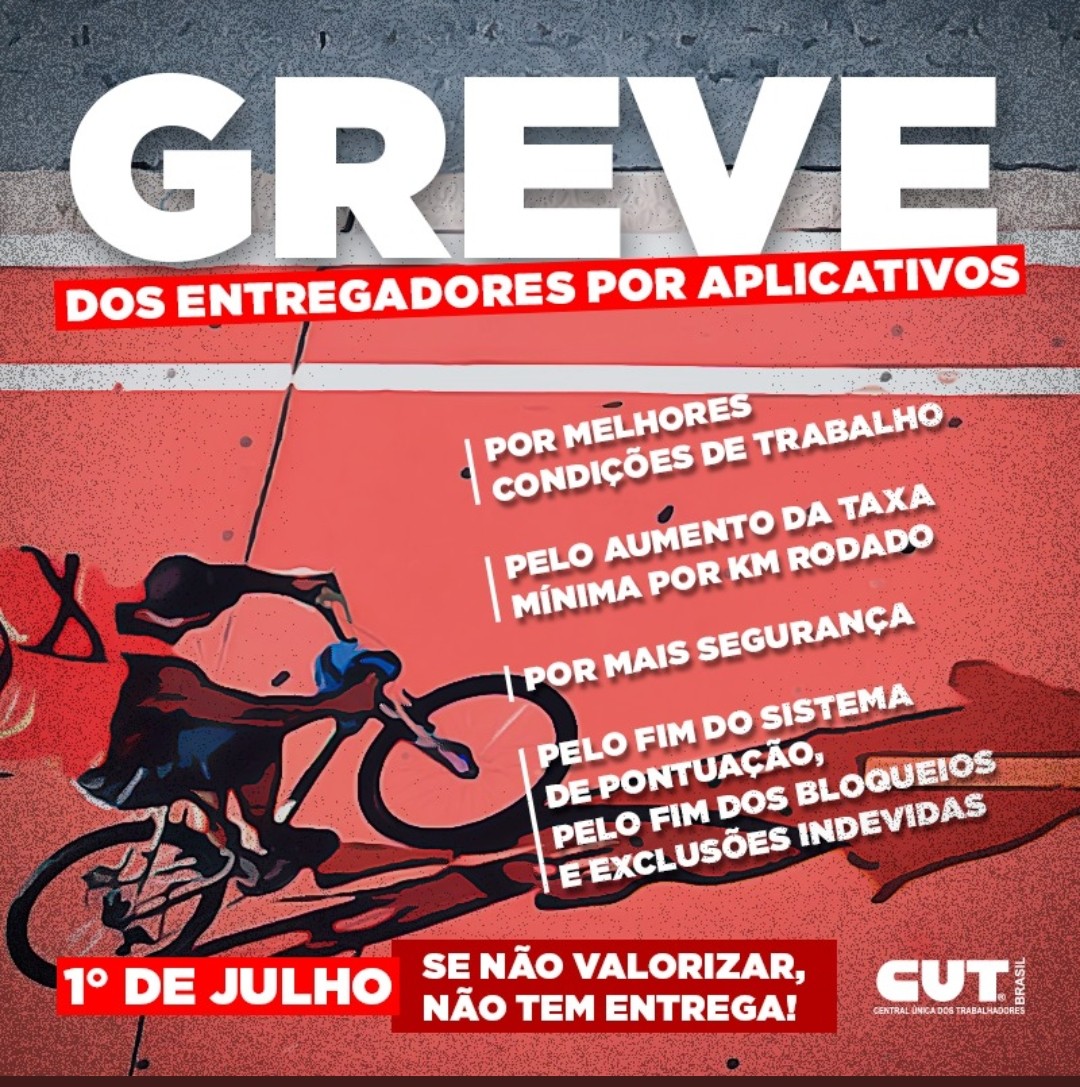 GREVE
DOS ENTREGADORES POR APLICATIVOS
POR MELHORES
CONDIÇÕES DE TRABALHO
PELO AUMENTO DA TAXA
MÍNIMA POR KM RODADO
POR MAIS SEGURANÇA
PELO FIM DO SISTEMA
DE PONTUAÇÃO,
PELO FIM DOS BLOQUEIOS
E EXCLUSÕES INDEVIDAS
1° DE JULHO
SE NÃO VALORIZAR,
NÃO TEM ENTREGA!
CUT® BRASIL
CENTRAL ÚNICA DOS TRABALHADORES